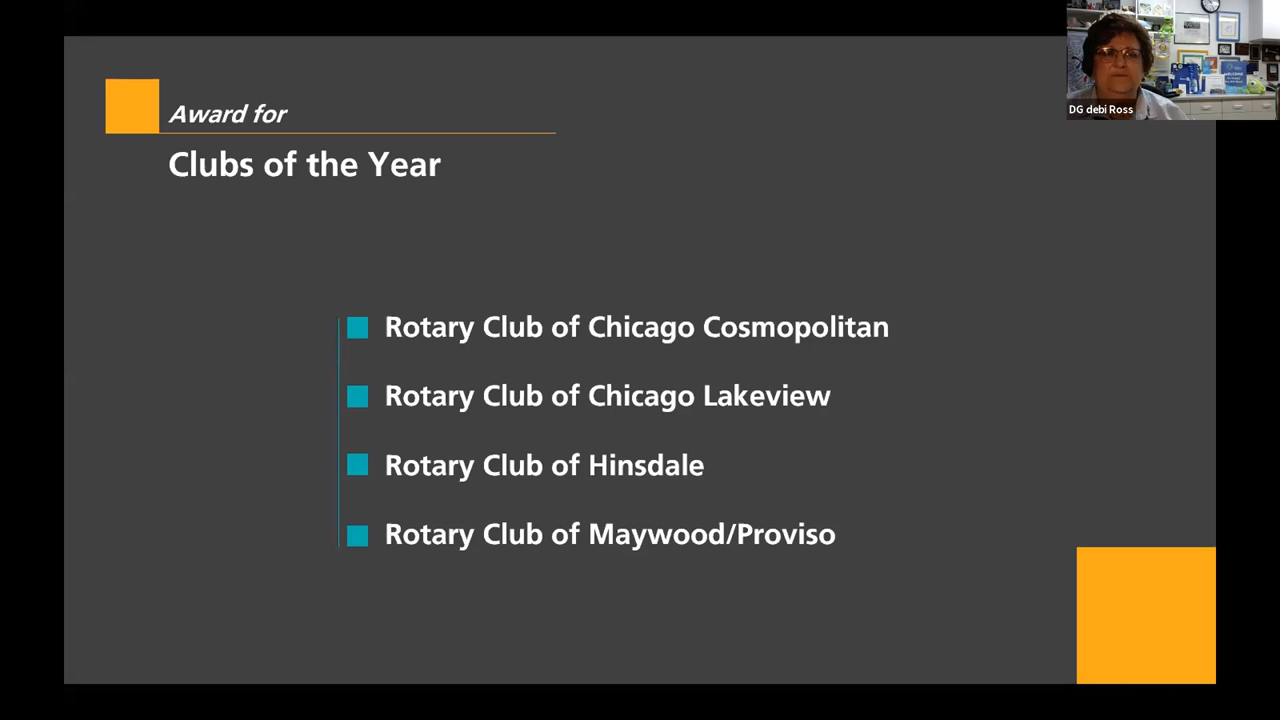 Award for
Clubs of the Year
Rotary Club of Chicago Cosmopolitan
Rotary Club of Chicago Lakeview
Rotary Club of Hinsdale
Rotary Club of Maywood/Proviso
DG debi Ross